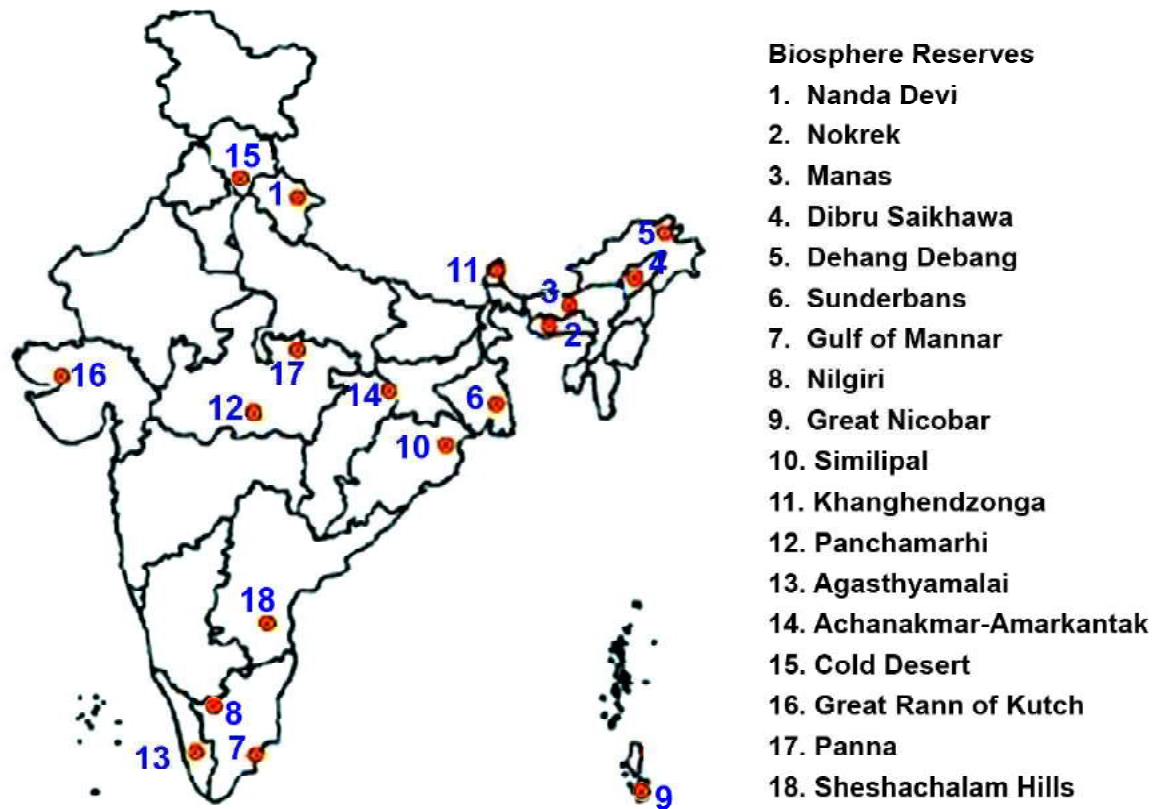 Biosphere Reserves
1. Nanda Devi
2. Nokrek
3. Manas
4. Dibru Saikhawa
5. Dehang Debang
6. Sunderbans
7. Gulf of Mannar
8. Nilgiri
9. Great Nicobar
10. Similipal
11. Khanghendzonga
12. Panchamarhi
13. Agasthyamalai
14. Achanakmar-Amarkantak
15. Cold Desert
16. Great Rann of Kutch
17. Panna
18. Sheshachalam Hills
15
1
5
11
4
3
2
17
16
14
12
6
10
18
8
13
7
9